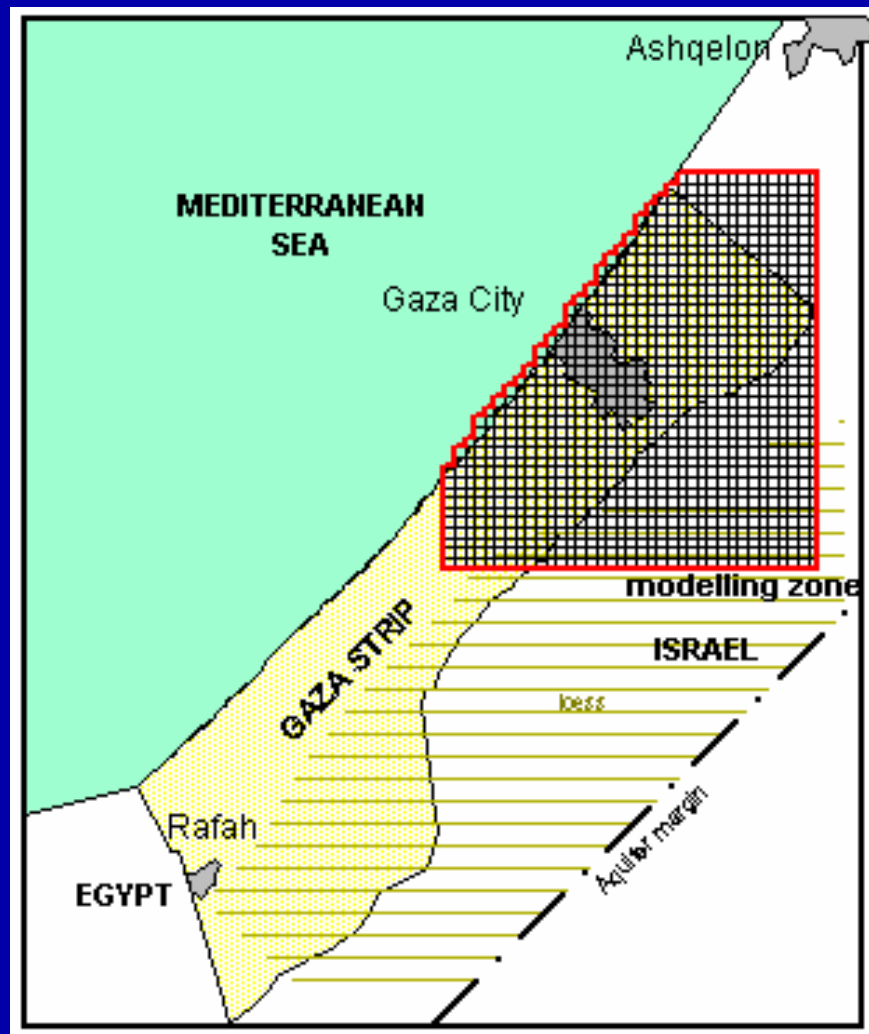 Ashqelon
MEDITERRANEAN
SEA
Gaza City
modelling zone
GAZA STRIP
ISRAEL
loess
Rafah
Aquifer margin
EGYPT